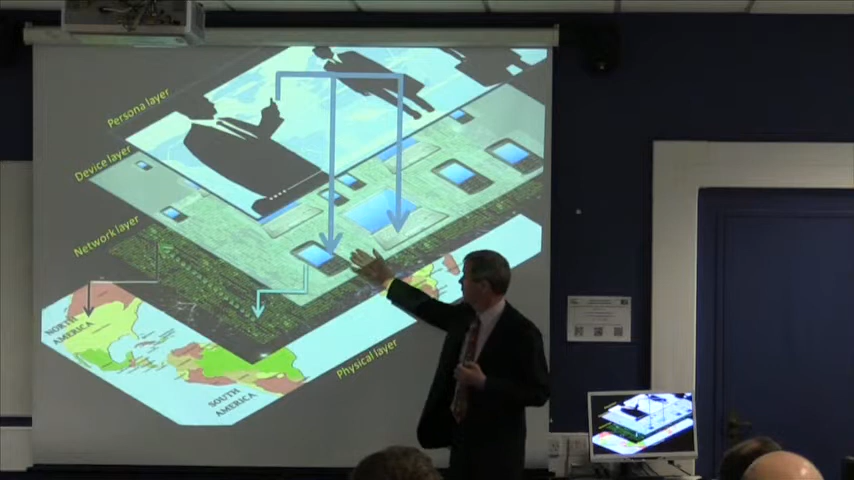 Persona layer
Device layer
Network layer
NORTH
AMERICA
SOUTH
AMERICA
Physical layer